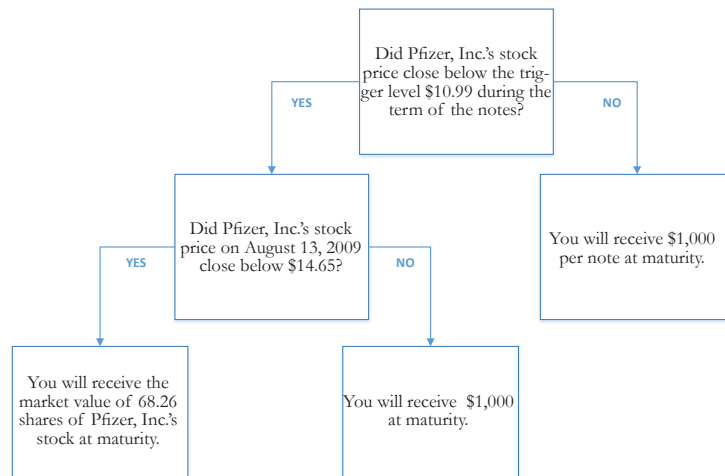 Did Pfizer, Inc.'s stock
price close below the trig-
ger level $10.99 during the
term of the notes?
YES
NO
Did Pfizer, Inc.'s stock
price on August 13, 2009
close below $14.65?
You will receive $1,000
per note at maturity.
YES
NO
You will receive the
market value of 68.26
shares of Pfizer, Inc.'s
stock at maturity.
You will receive $1,000
at maturity.